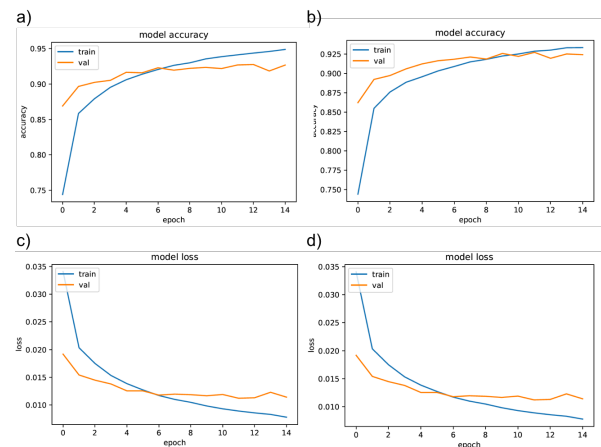 a)
model accuracy
train
val
0.95
0.90
0.85
0.80
0.75
accuracy
0 2 4 6 8 10 12 14
epoch
b)
model accuracy
train
val
0.925
0.900
0.875
0.850
0.825
0.800
0.775
0.750
accuracy
0 2 4 6 8 10 12 14
epoch
c)
model loss
train
val
0.035
0.030
0.025
0.020
0.015
0.010
loss
0 2 4 6 8 10 12 14
epoch
d)
model loss
train
val
0.035
0.030
0.025
0.020
0.015
0.010
loss
0 2 4 6 8 10 12 14
epoch